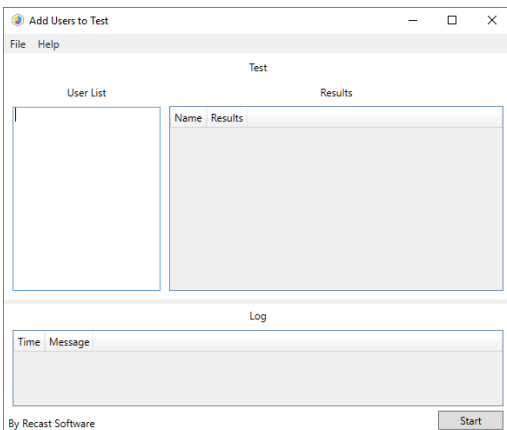 Add Users to Test
File Help
Test
User List Results
Name Results
Log
Time Message
By Recast Software Start